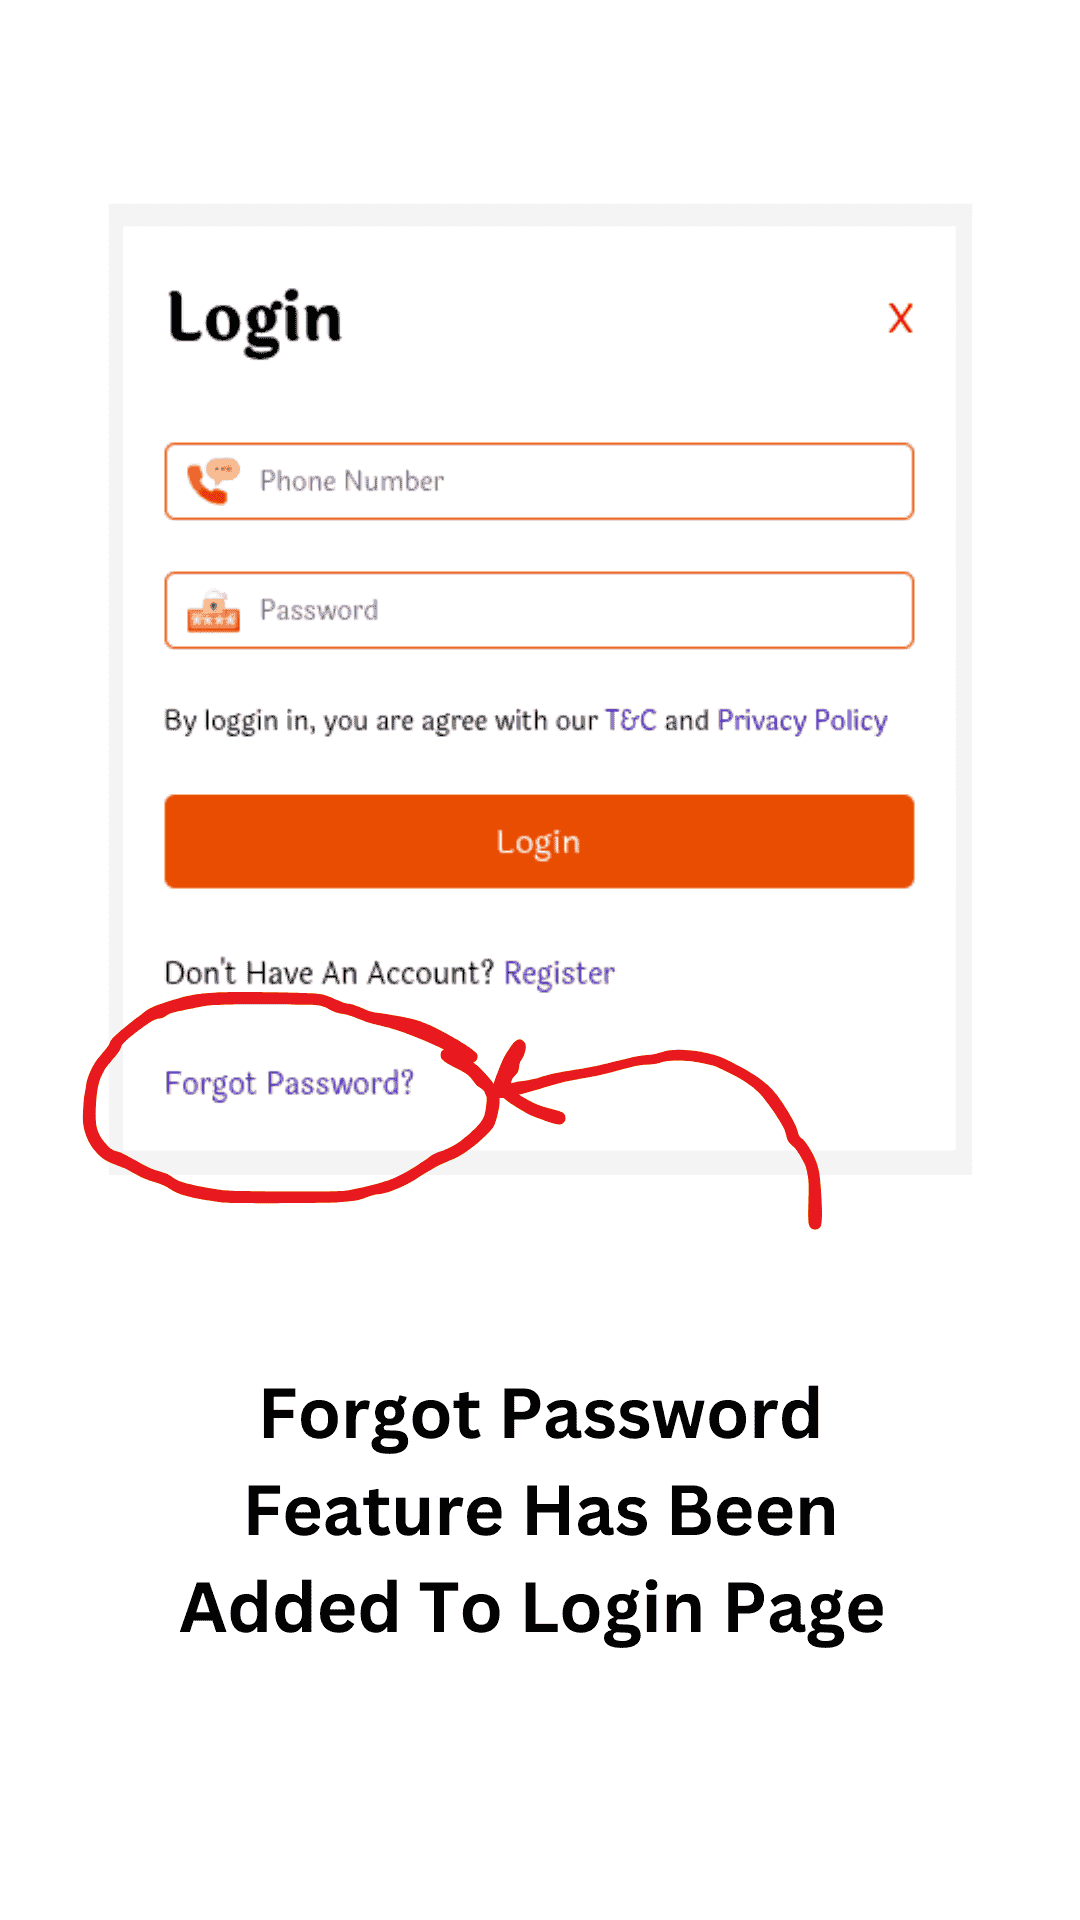 Login X
Phone Number
Password
By loggin in, you are agree with our T&C and Privacy Policy
Login
Don't Have An Account? Register
Forgot Password?
Forgot Password
Feature Has Been
Added To Login Page